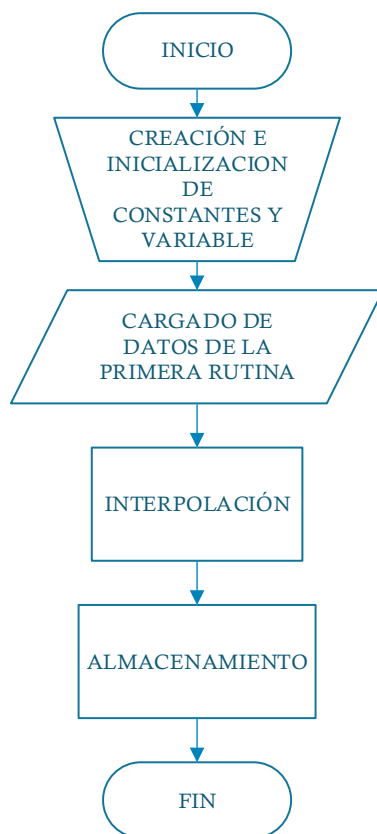 INICIO
CREACIÓN E
INICIALIZACION
DE
CONSTANTES Y
VARIABLE
CARGADO DE
DATOS DE LA
PRIMERA RUTINA
INTERPOLACIÓN
ALMACENAMIENTO
FIN